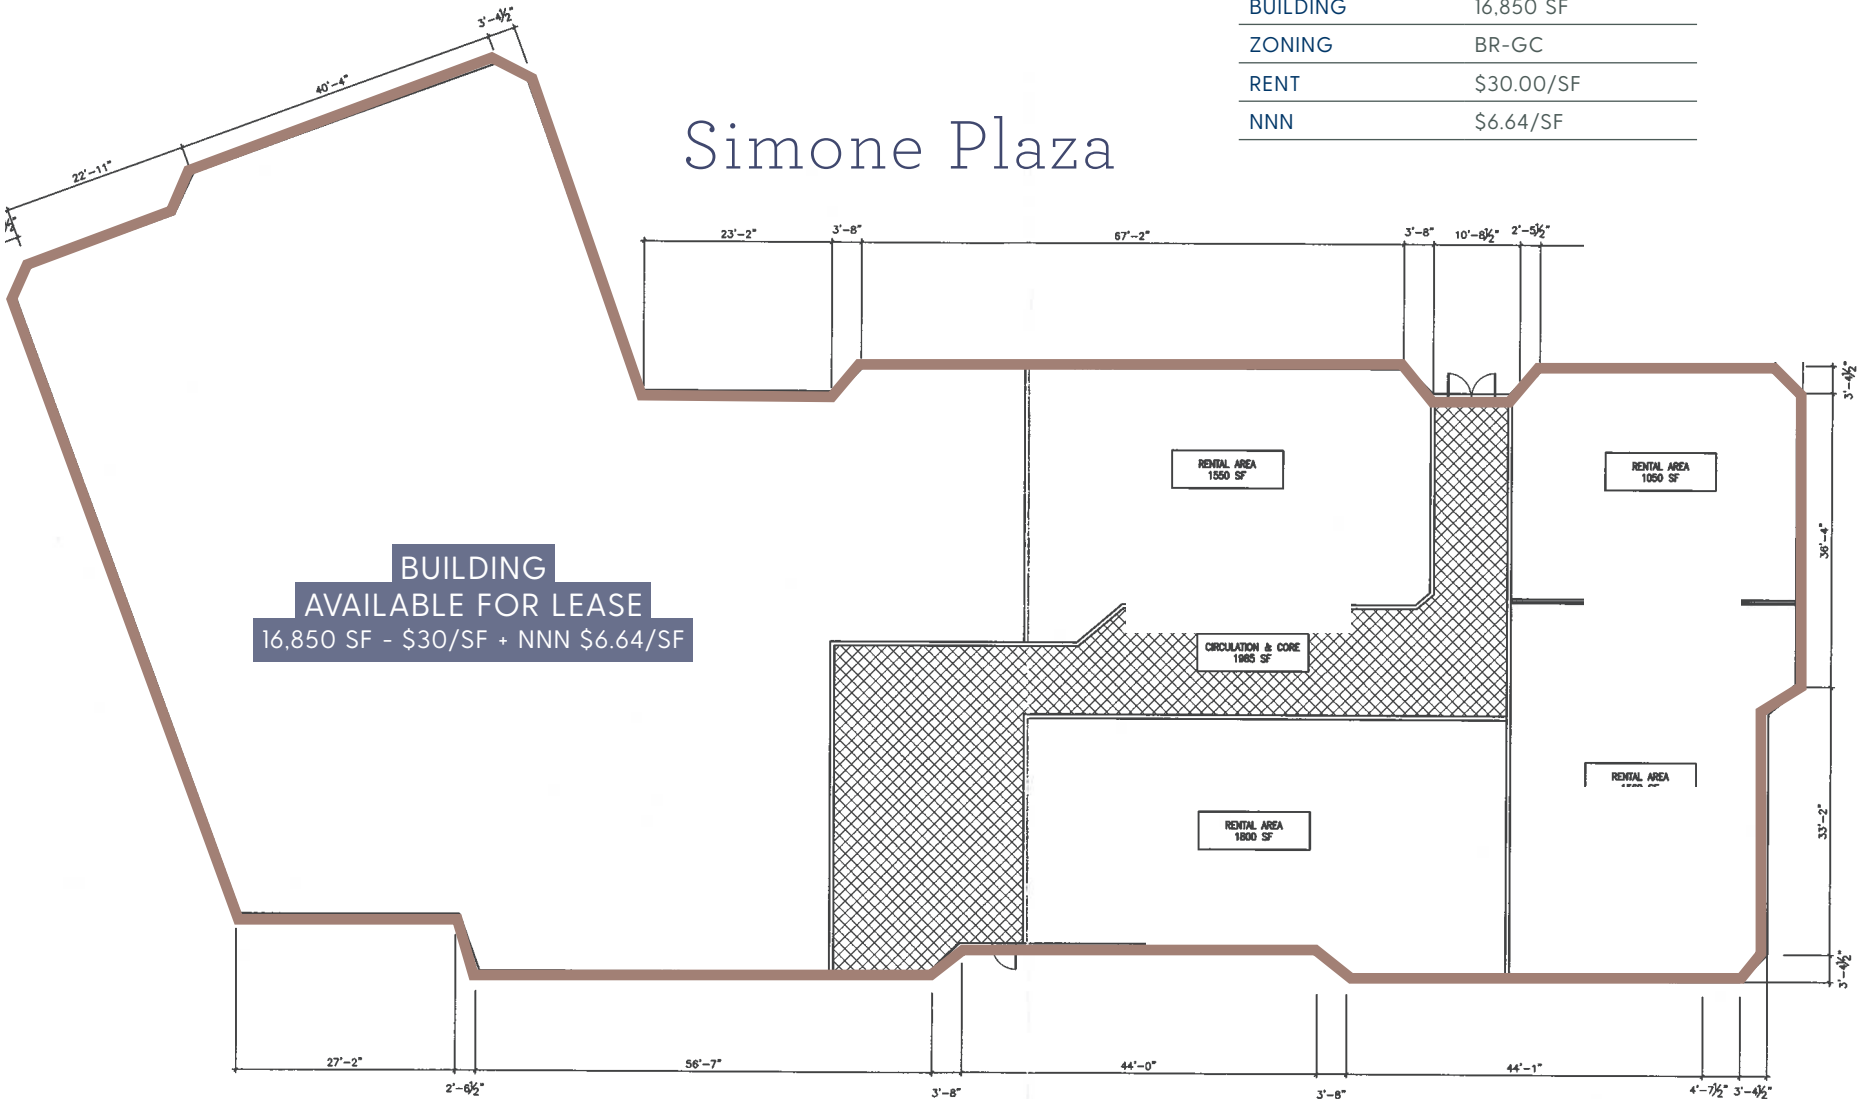 BUILDING 16,850 SF
ZONING BR-GC
RENT $30.00/SF
NNN $6.64/SF
Simone Plaza
3'-4½"
40'-4"
22'-11"
23'-2" 3'-8" 67'-2" 3'-8" 10'-8½" 2'-5½"
3'-4½"
RENTAL AREA
1550 SF
RENTAL AREA
1050 SF
36'-4"
BUILDING
AVAILABLE FOR LEASE
16,850 SF - $30/SF + NNN $6.64/SF
CIRCULATION & CORE
1985 SF
RENTAL AREA
RENTAL AREA
1800 SF
33'-2"
3'-4½"
27'-2" 56'-7" 44'-0" 44'-1"
2'-6½" 3'-8" 3'-8" 4'-7½" 3'-4½"